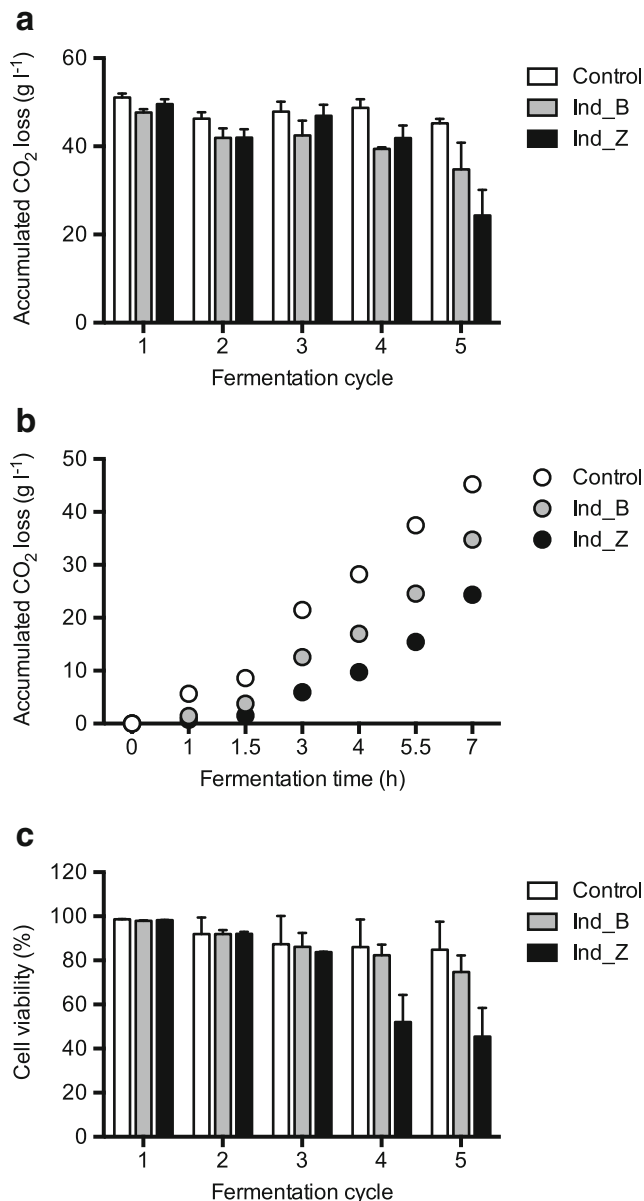 a
60
40
20
0
Accumulated CO2 loss (g l-1)
1 2 3 4 5
Fermentation cycle
Control
Ind_B
Ind_Z
b
50
40
30
20
10
0
Accumulated CO2 loss (g l-1)
0 1 1.5 3 4 5.5 7
Fermentation time (h)
Control
Ind_B
Ind_Z
c
120
100
80
60
40
20
0
Cell viability (%)
1 2 3 4 5
Fermentation cycle
Control
Ind_B
Ind_Z